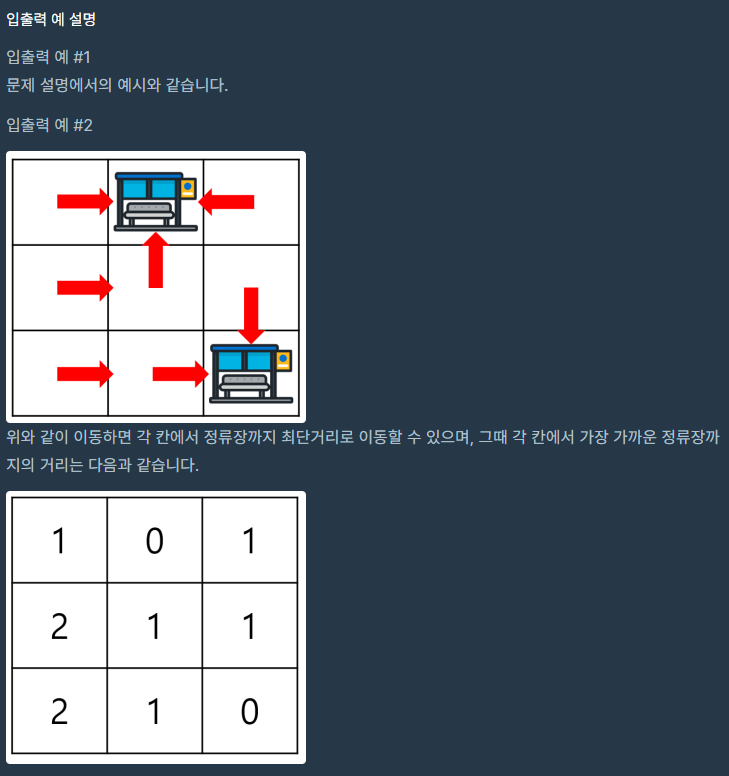 입출력 예 설명
입출력 예 #1
문제 설명에서의 예시와 같습니다.
입출력 예 #2
위와 같이 이동하면 각 칸에서 정류장까지 최단거리로 이동할 수 있으며, 그때 각 칸에서 가장 가까운 정류장까
지의 거리는 다음과 같습니다.
1 0 1
2 1 1
2 1 0